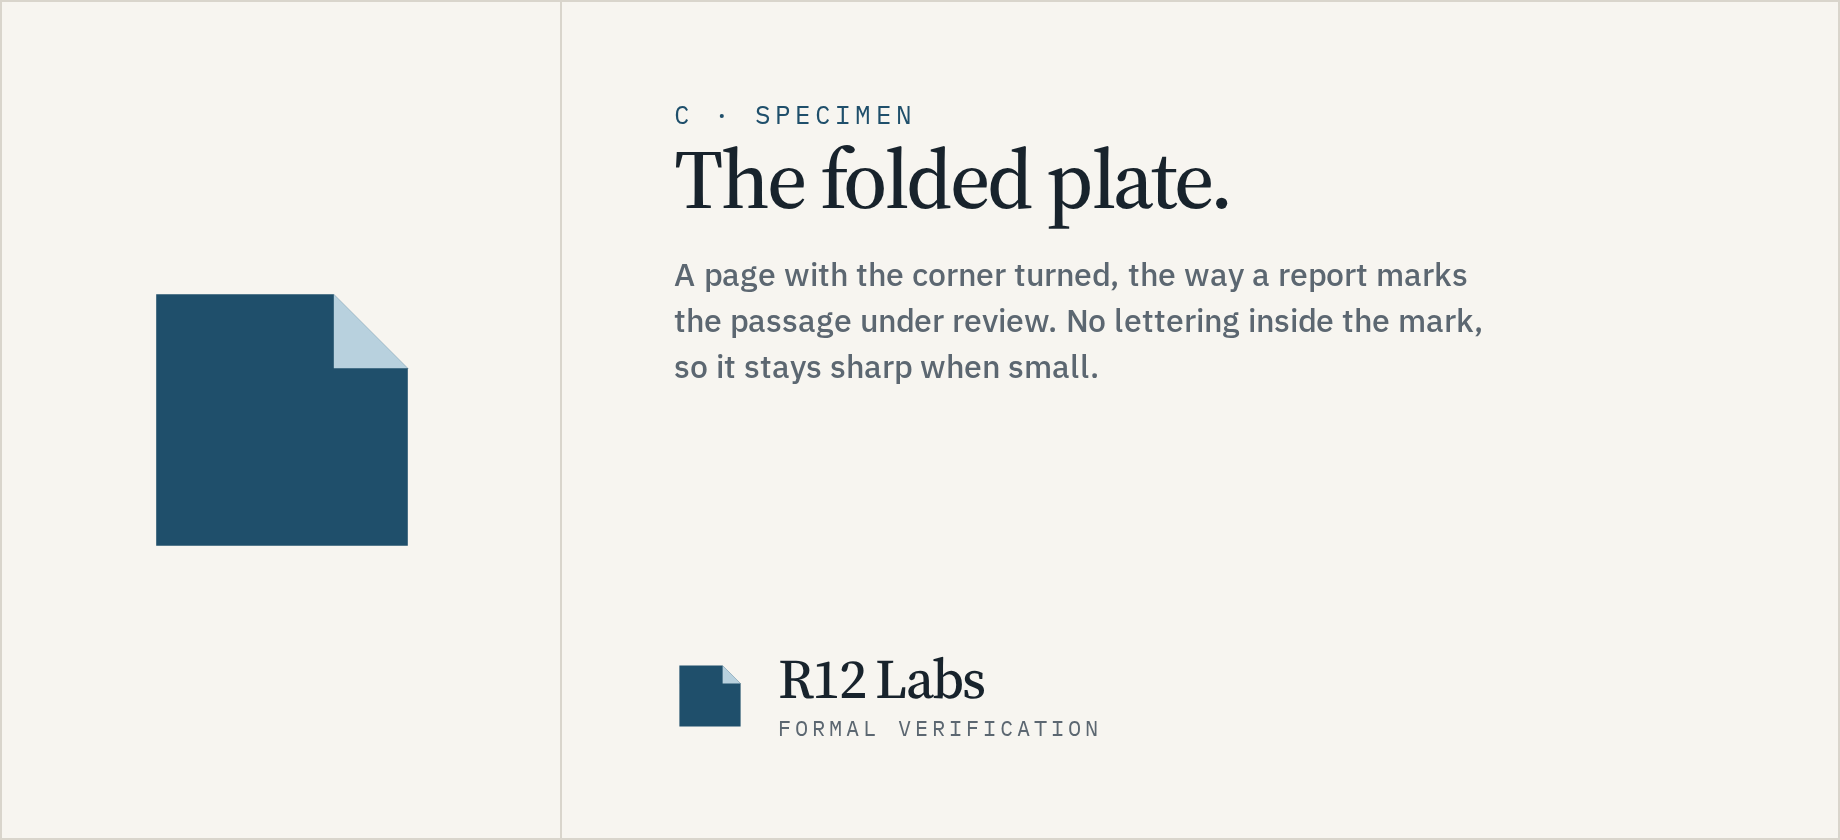 C · SPECIMEN
The folded plate.
A page with the corner turned, the way a report marks
the passage under review. No lettering inside the mark,
so it stays sharp when small.
R12 Labs
FORMAL VERIFICATION